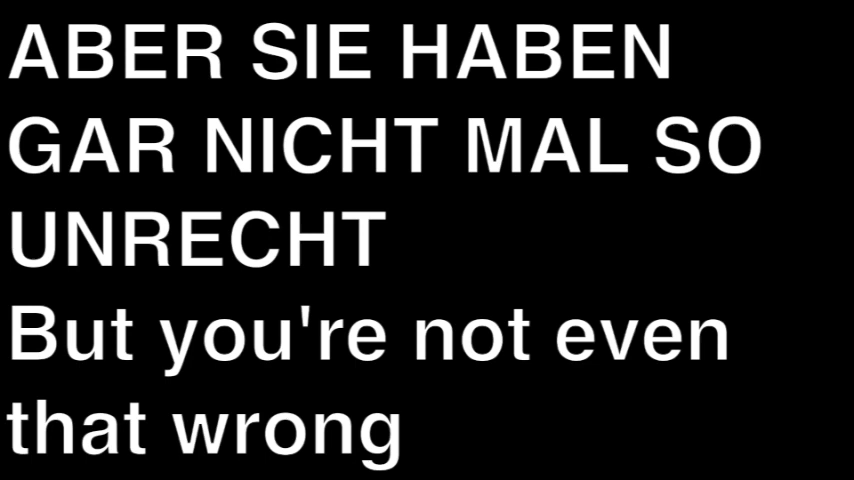 ABER SIE HABEN
GAR NICHT MAL SO
UNRECHT
But you're not even
that wrong